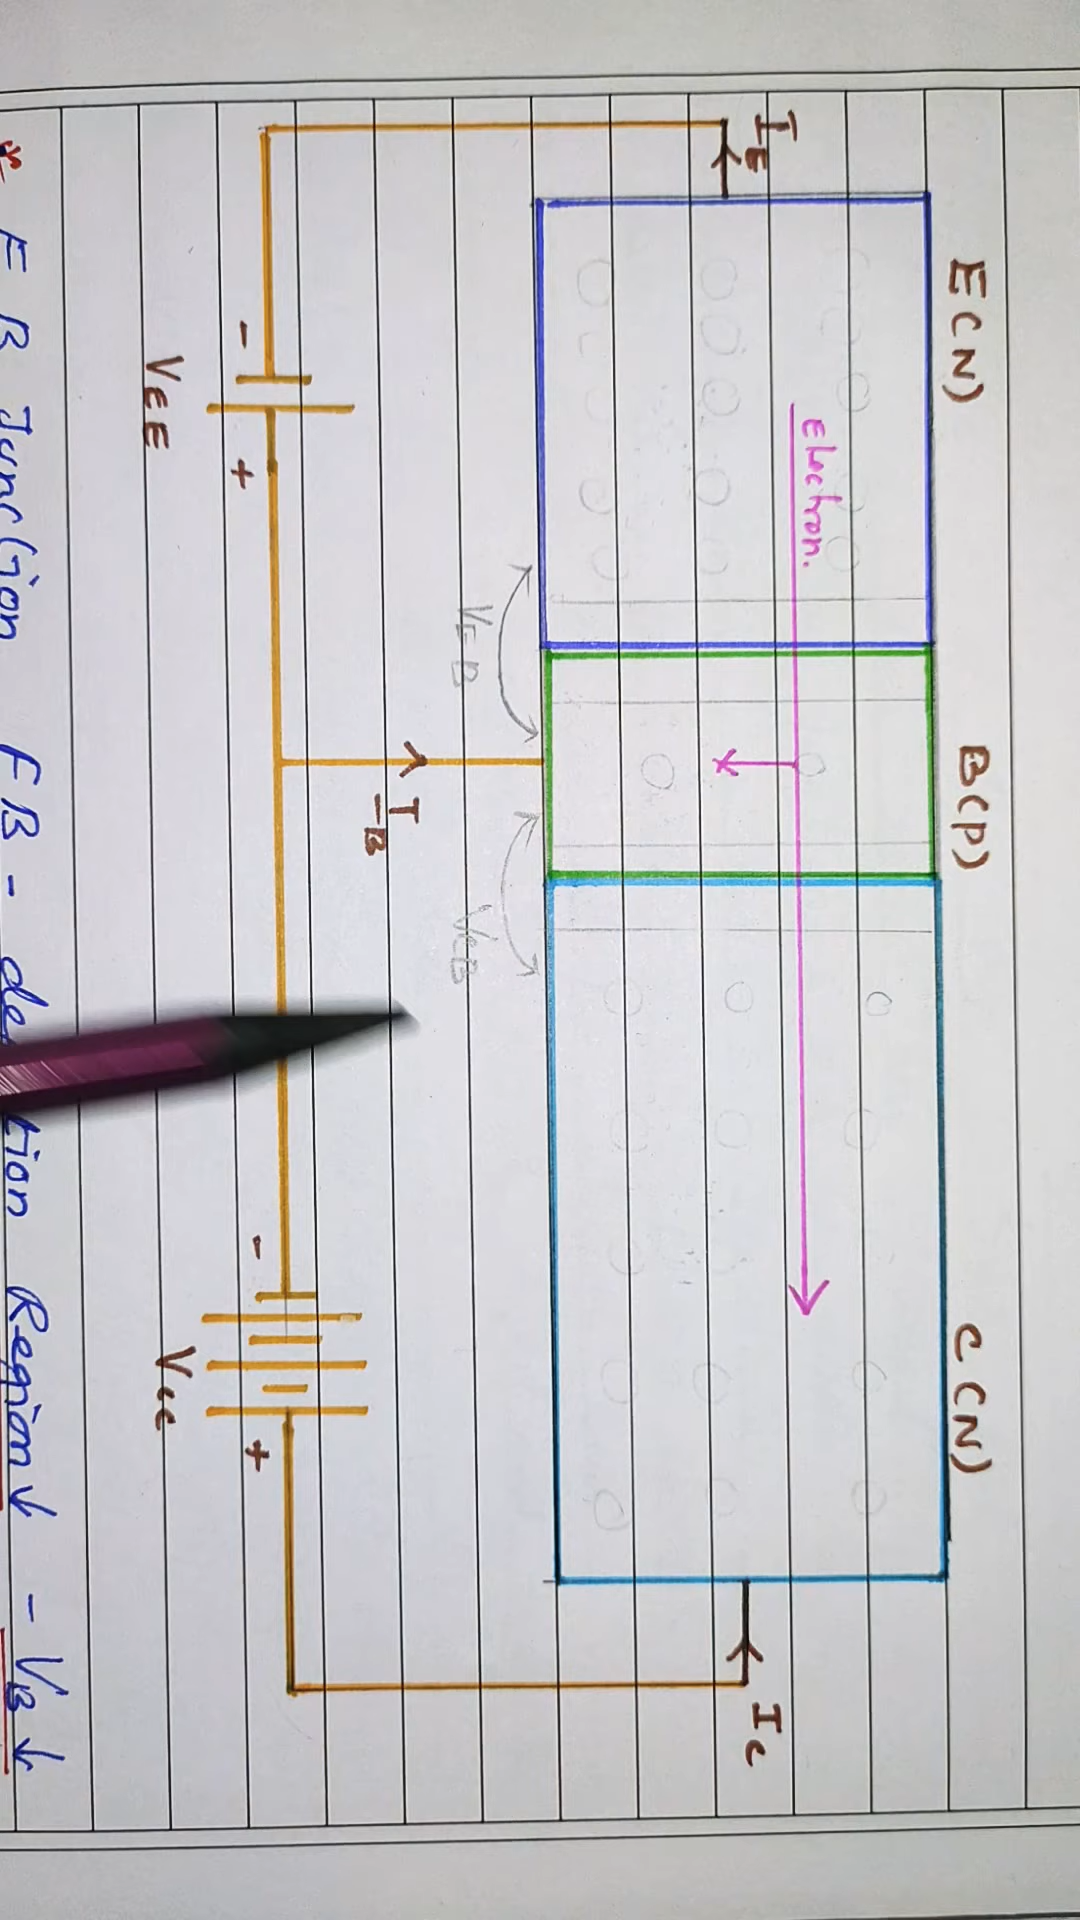 E(N) B(P) C(N)
IE
Electron.
IC
VEB VCB
IB
- + - +
VEE VCC
* E B Junction FB - de tion Region↓ - VB↓